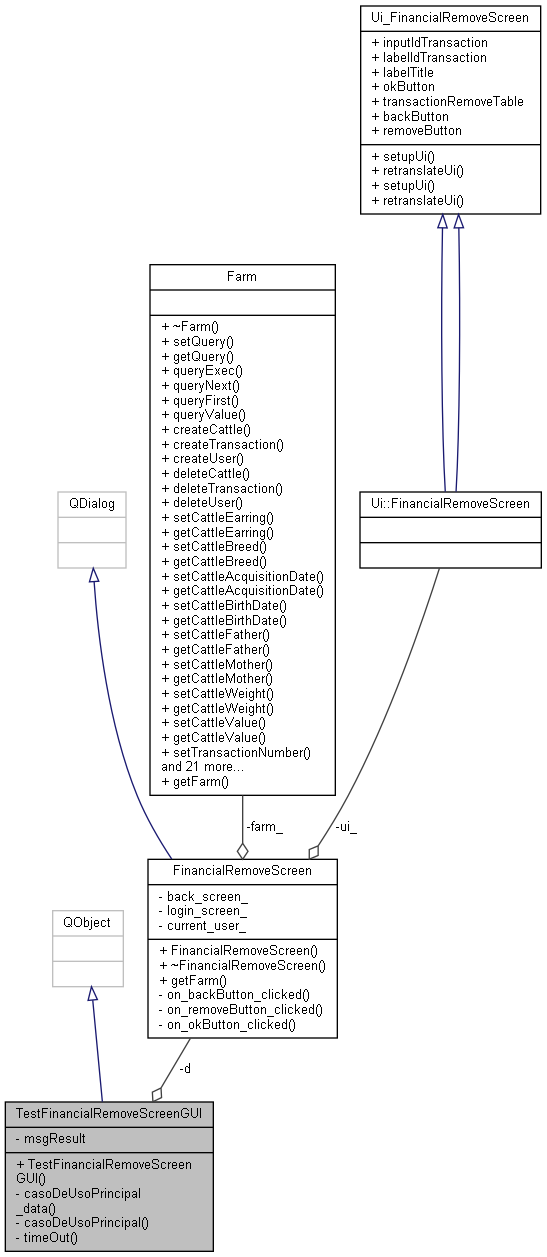 Ui_FinancialRemoveScreen
+ inputIdTransaction
+ labelIdTransaction
+ labelTitle
+ okButton
+ transactionRemoveTable
+ backButton
+ removeButton
+ setupUi()
+ retranslateUi()
+ setupUi()
+ retranslateUi()
Farm
+ ~Farm()
+ setQuery()
+ getQuery()
+ queryExec()
+ queryNext()
+ queryFirst()
+ queryValue()
+ createCattle()
+ createTransaction()
+ createUser()
+ deleteCattle()
+ deleteTransaction()
+ deleteUser()
+ setCattleEarring()
+ getCattleEarring()
+ setCattleBreed()
+ getCattleBreed()
+ setCattleAcquisitionDate()
+ getCattleAcquisitionDate()
+ setCattleBirthDate()
+ getCattleBirthDate()
+ setCattleFather()
+ getCattleFather()
+ setCattleMother()
+ getCattleMother()
+ setCattleWeight()
+ getCattleWeight()
+ setCattleValue()
+ getCattleValue()
+ setTransactionNumber()
and 21 more...
+ getFarm()
QDialog
Ui::FinancialRemoveScreen
-farm_
-ui_
FinancialRemoveScreen
- back_screen_
- login_screen_
- current_user_
+ FinancialRemoveScreen()
+ ~FinancialRemoveScreen()
+ getFarm()
- on_backButton_clicked()
- on_removeButton_clicked()
- on_okButton_clicked()
QObject
-d
TestFinancialRemoveScreenGUI
- msgResult
+ TestFinancialRemoveScreen
GUI()
- casoDeUsoPrincipal
_data()
- casoDeUsoPrincipal()
- timeOut()